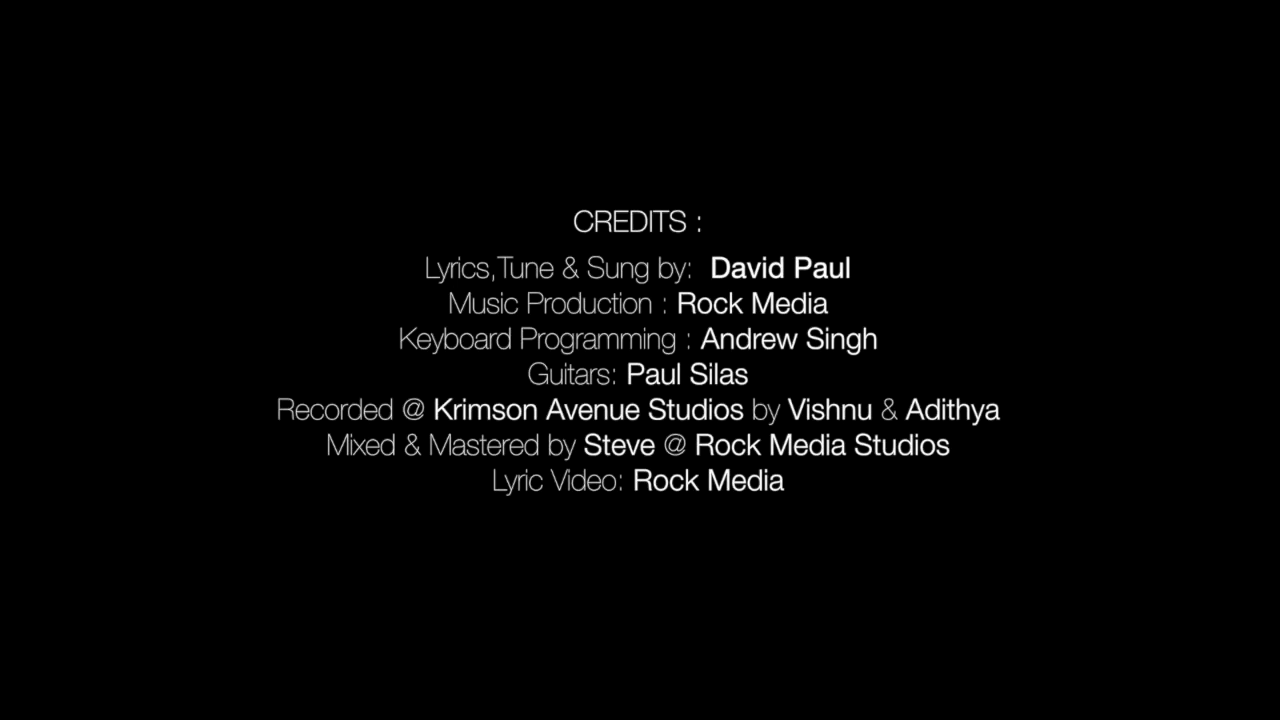 CREDITS :
Lyrics,Tune & Sung by: David Paul
Music Production : Rock Media
Keyboard Programming : Andrew Singh
Guitars: Paul Silas
Recorded @ Krimson Avenue Studios by Vishnu & Adithya
Mixed & Mastered by Steve @ Rock Media Studios
Lyric Video: Rock Media